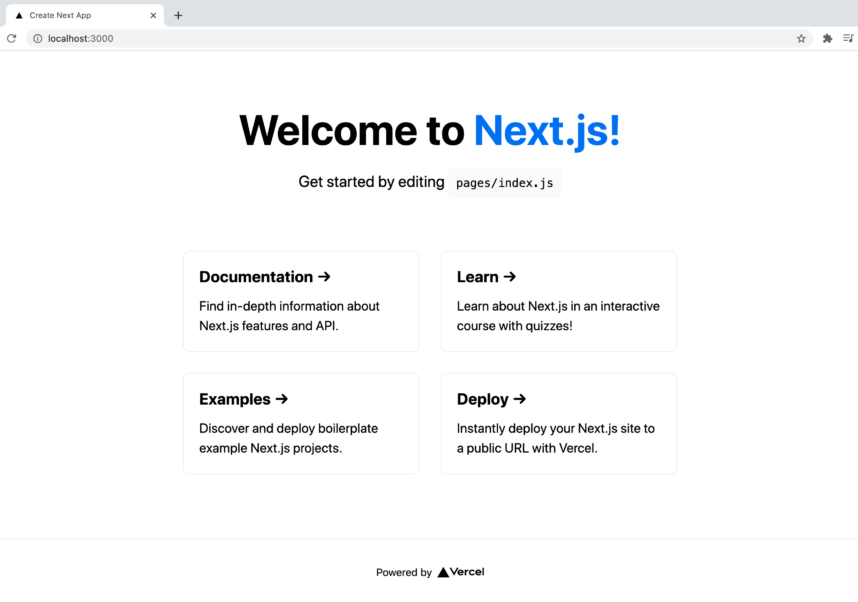 Create Next App
localhost:3000
Welcome to Next.js!
Get started by editing pages/index.js
Documentation →
Find in-depth information about
Next.js features and API.
Learn →
Learn about Next.js in an interactive
course with quizzes!
Examples →
Discover and deploy boilerplate
example Next.js projects.
Deploy →
Instantly deploy your Next.js site to
a public URL with Vercel.
Powered by Vercel